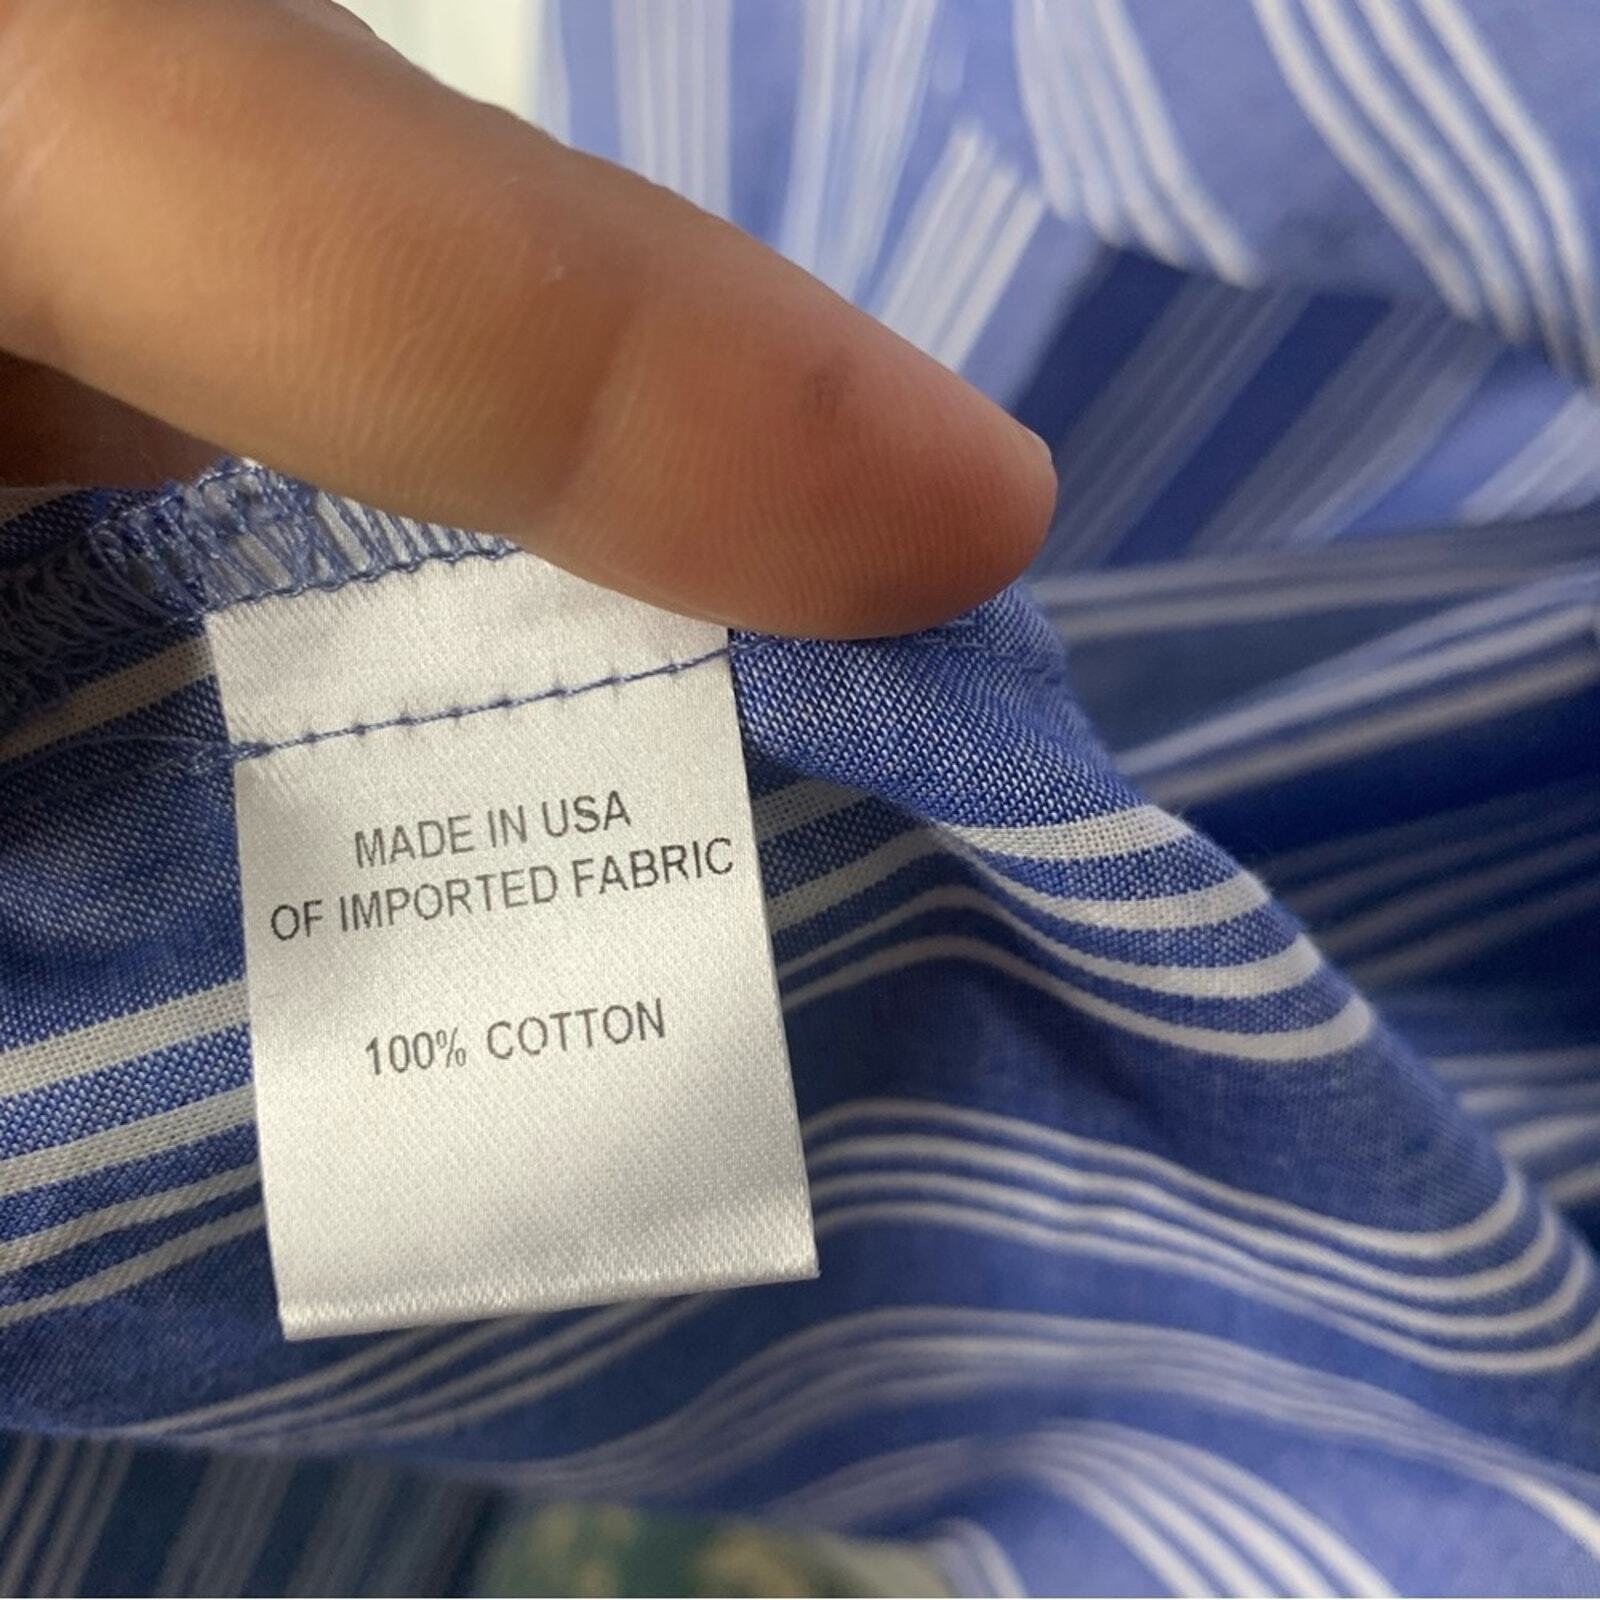 MADE IN USA
OF IMPORTED FABRIC
100% COTTON